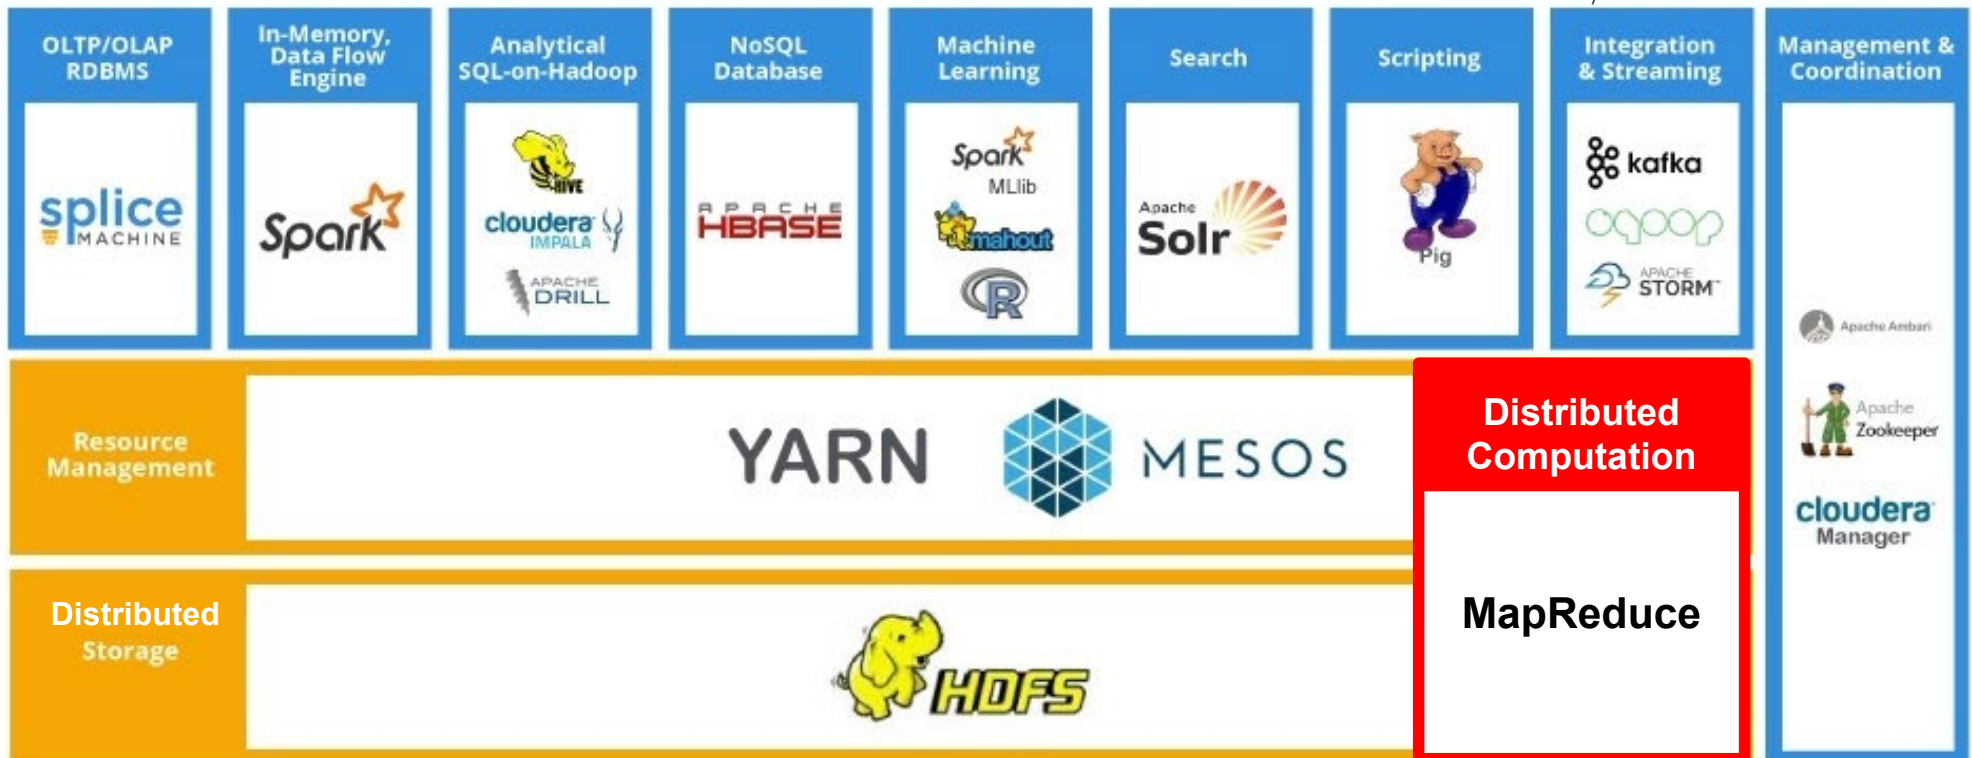 OLTP/OLAP
RDBMS
splice
MACHINE
In-Memory,
Data Flow
Engine
Spark
Analytical
SQL-on-Hadoop
HIVE
cloudera
IMPALA
APACHE
DRILL
NoSQL
Database
APACHE
HBASE
Machine
Learning
Spark
MLlib
mahout
R
Search
Apache
Solr
Scripting
Pig
Integration
& Streaming
kafka
sqoop
APACHE
STORM™
Management &
Coordination
Apache Ambari
Apache
Zookeeper
cloudera
Manager
Resource
Management
YARN
MESOS
Distributed
Computation
MapReduce
Distributed
Storage
HDFS